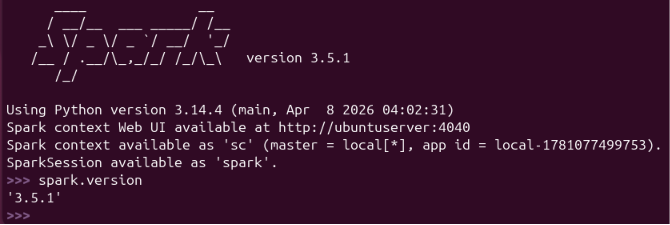 ____              __
     / __/__  ___ _____/ /__
    _\ \/ _ \/ _ `/ __/  '_/
   /__ / .__/\_,_/_/ /_/\_\   version 3.5.1
      /_/

Using Python version 3.14.4 (main, Apr  8 2026 04:02:31)
Spark context Web UI available at http://ubuntuserver:4040
Spark context available as 'sc' (master = local[*], app id = local-1781077499753).
SparkSession available as 'spark'.
>>> spark.version
'3.5.1'
>>>